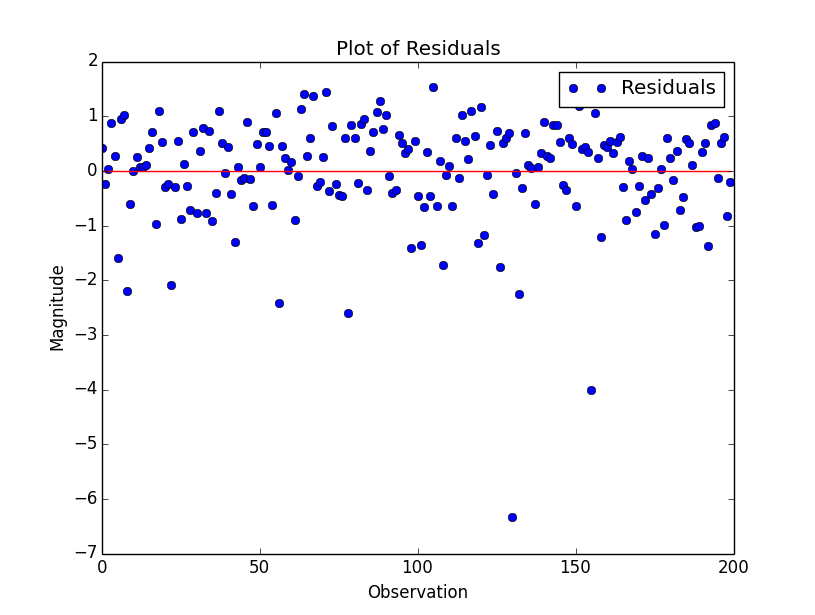 Plot of Residuals
Residuals
2
1
0
−1
−2
−3
−4
−5
−6
−7
Magnitude
0 50 100 150 200
Observation